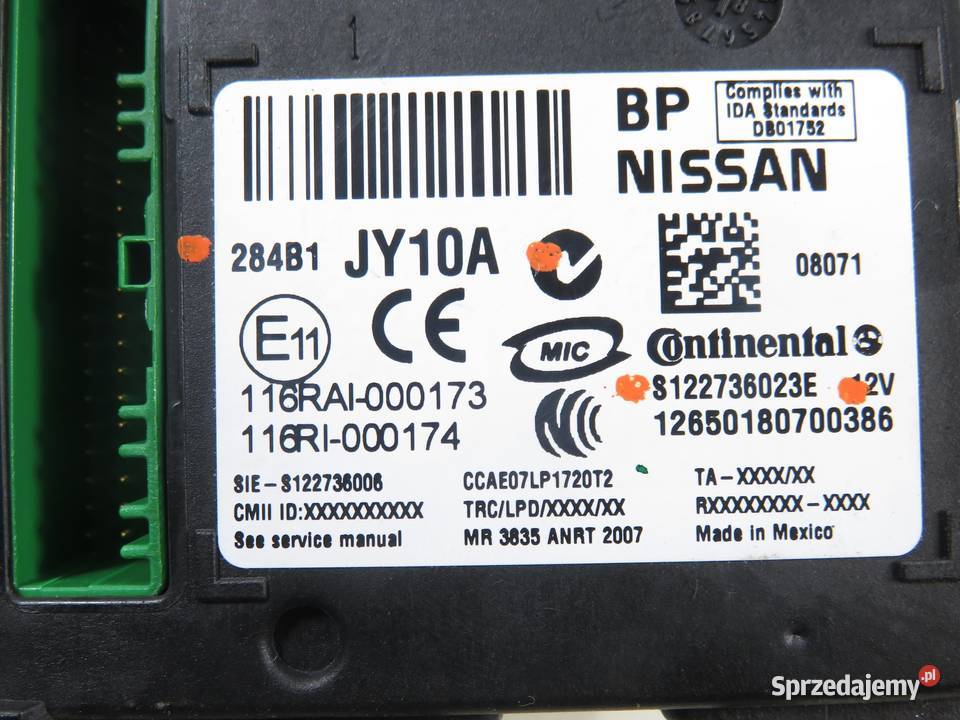 1
BP
Complies with
IDA Standards
DB01752
NISSAN
284B1 JY10A
08071
E11
CE
MIC
Continental
116RAI-000173
S122736023E 12V
116RI-000174
12650180700386
SIE-S122736006 CCAE07LP1720T2 TA-XXXX/XX
CMII ID:XXXXXXXXXX TRC/LPD/XXXX/XX RXXXXXXXX-XXXX
See service manual MR 3835 ANRT 2007 Made in Mexico
Sprzedajemy.pl